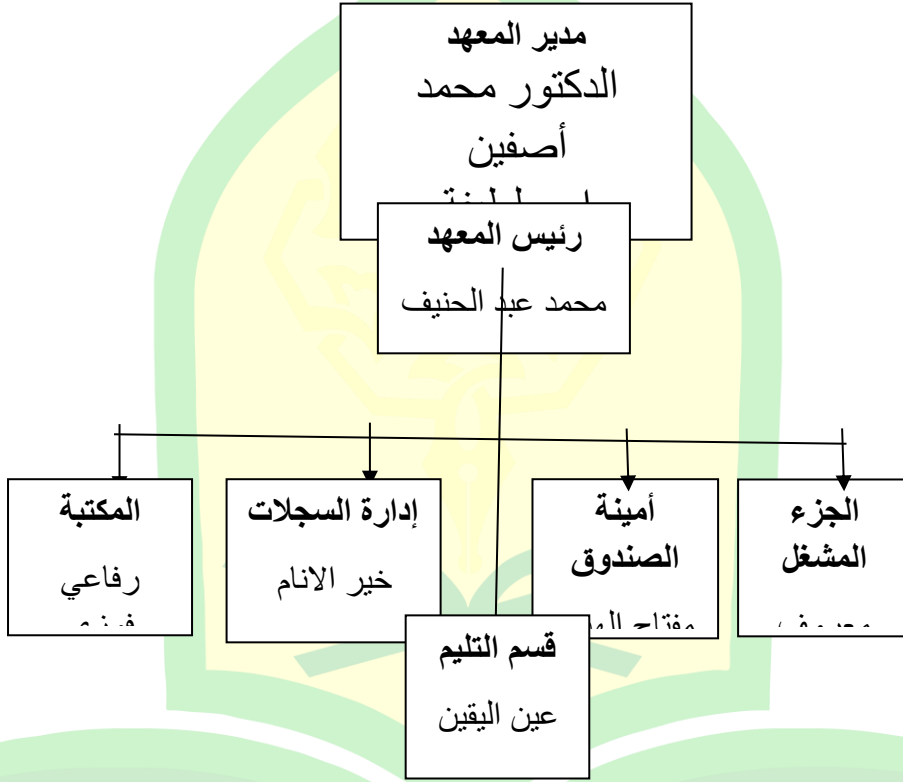 مدير المعهد
الدكتور محمد
أصفين
رئيس المعهد
محمد عبد الحنيف
الجزء
المشغل
أمينة
الصندوق
مفتاح
إدارة السجلات
خير الانام
المكتبة
رفاعي
قسم التليم
عين اليقين